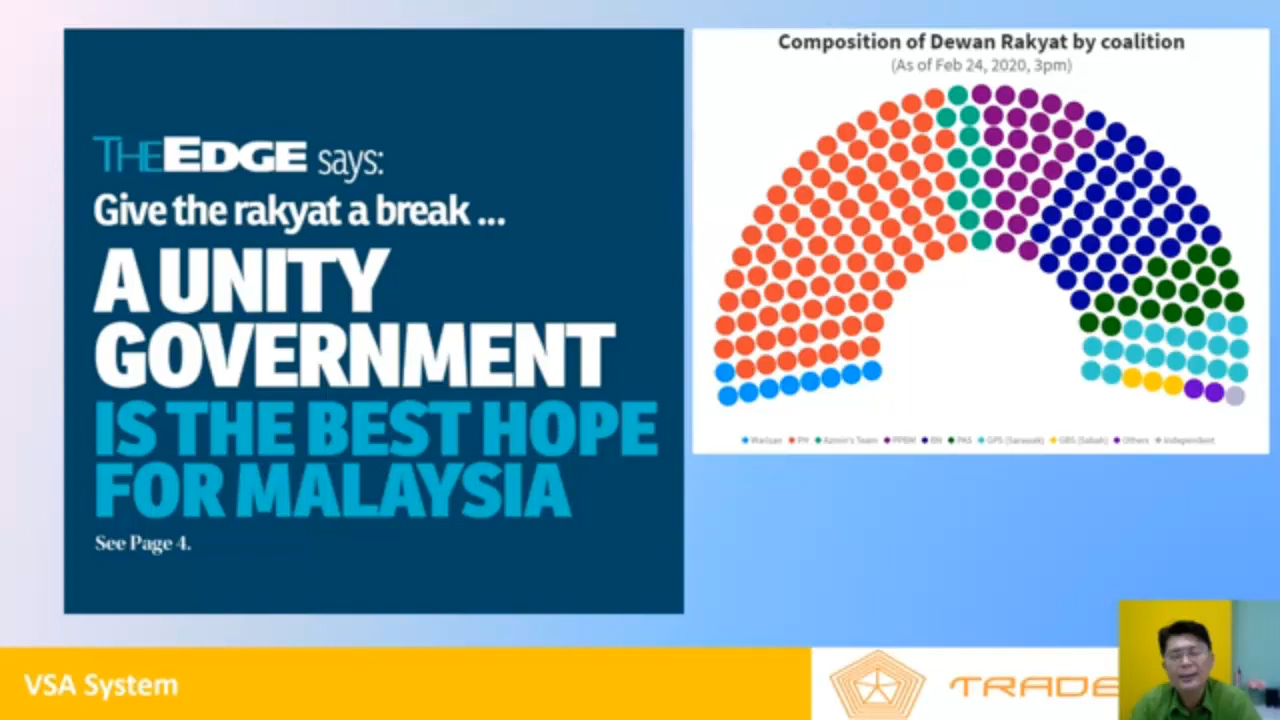 THEEDGE says:
Give the rakyat a break ...
A UNITY
GOVERNMENT
IS THE BEST HOPE
FOR MALAYSIA
See Page 4.
Composition of Dewan Rakyat by coalition
(As of Feb 24, 2020, 3pm)
Warisan PH Azmin's Team PPBM BN PAS GPS (Sarawak) GBS (Sabah) Others Independent
VSA System
TRADE